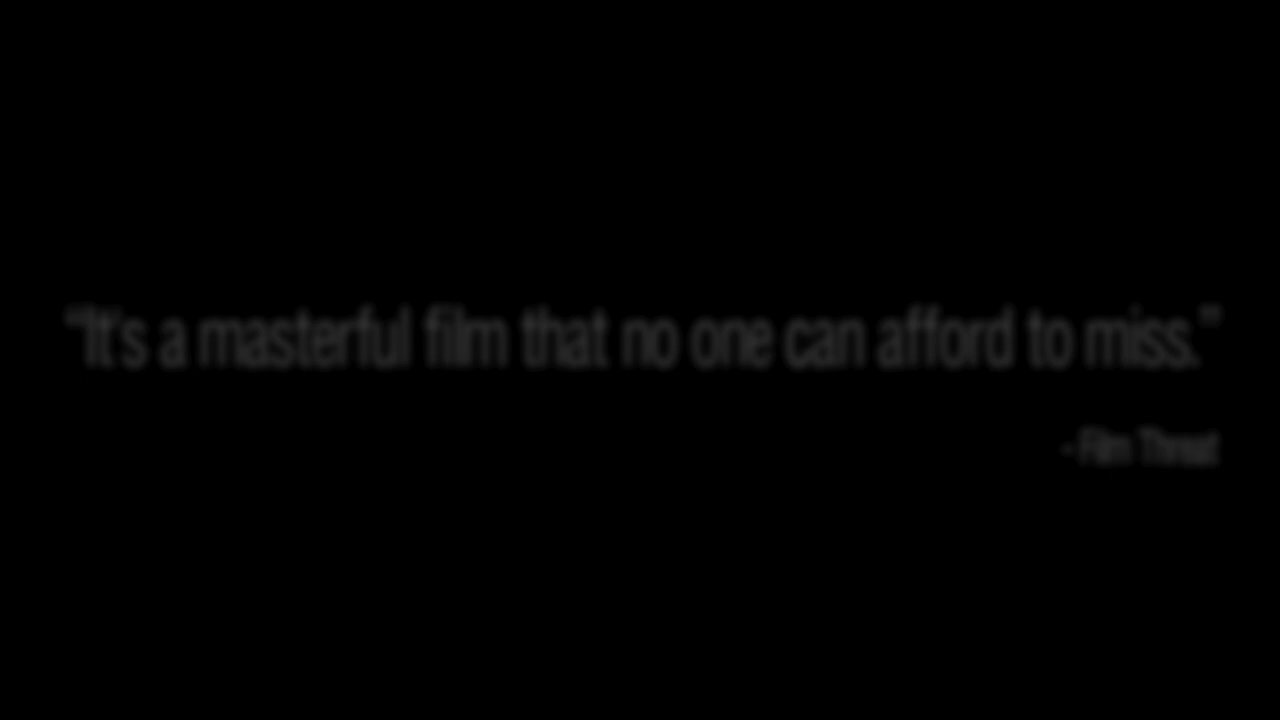 “It's a masterful film that no one can afford to miss.”
- Film Threat